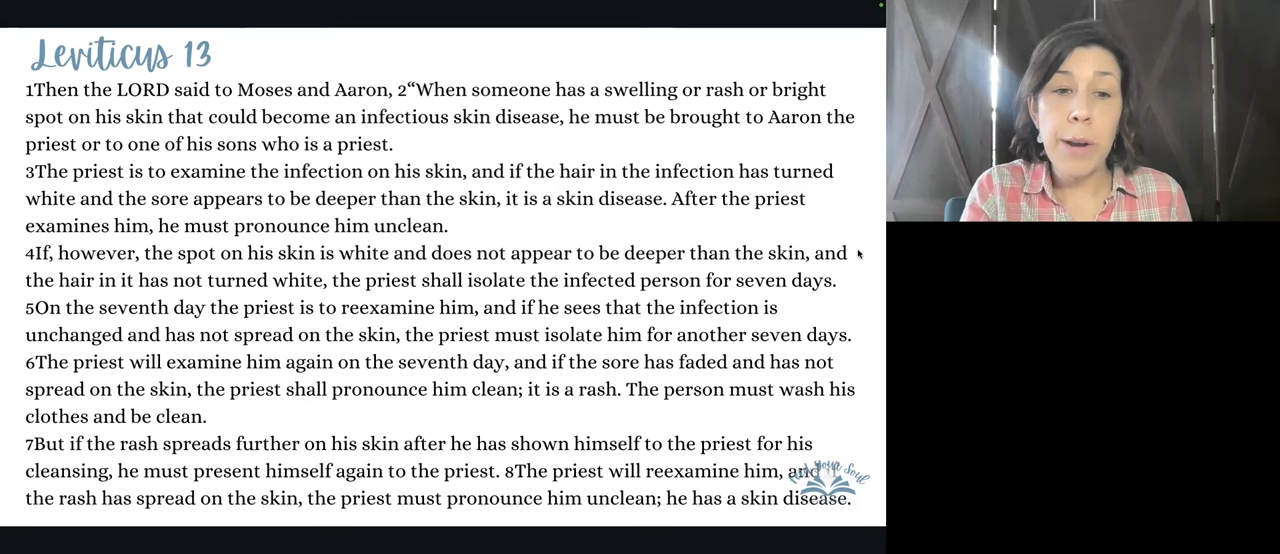 Leviticus 13
1Then the LORD said to Moses and Aaron, 2“When someone has a swelling or rash or bright
spot on his skin that could become an infectious skin disease, he must be brought to Aaron the
priest or to one of his sons who is a priest.
3The priest is to examine the infection on his skin, and if the hair in the infection has turned
white and the sore appears to be deeper than the skin, it is a skin disease. After the priest
examines him, he must pronounce him unclean.
4If, however, the spot on his skin is white and does not appear to be deeper than the skin, and
the hair in it has not turned white, the priest shall isolate the infected person for seven days.
5On the seventh day the priest is to reexamine him, and if he sees that the infection is
unchanged and has not spread on the skin, the priest must isolate him for another seven days.
6The priest will examine him again on the seventh day, and if the sore has faded and has not
spread on the skin, the priest shall pronounce him clean; it is a rash. The person must wash his
clothes and be clean.
7But if the rash spreads further on his skin after he has shown himself to the priest for his
cleansing, he must present himself again to the priest. 8The priest will reexamine him, and
the rash has spread on the skin, the priest must pronounce him unclean; he has a skin disease.
Your Soul